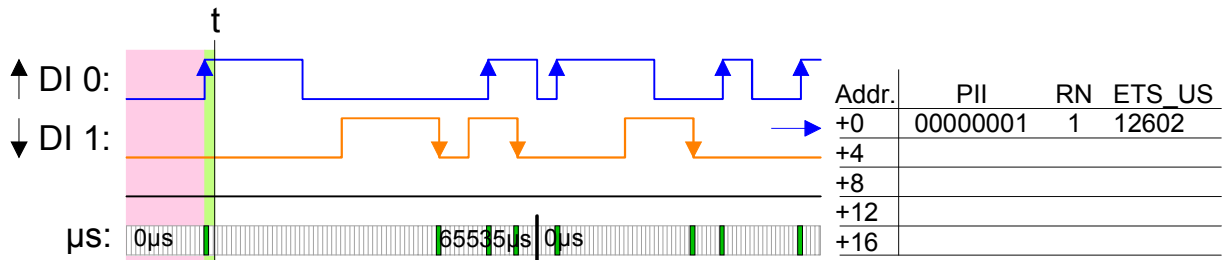 t
DI 0:
DI 1:
µs: 0µs 65535µs 0µs
Addr. PII RN ETS_US
+0 00000001 1 12602
+4
+8
+12
+16